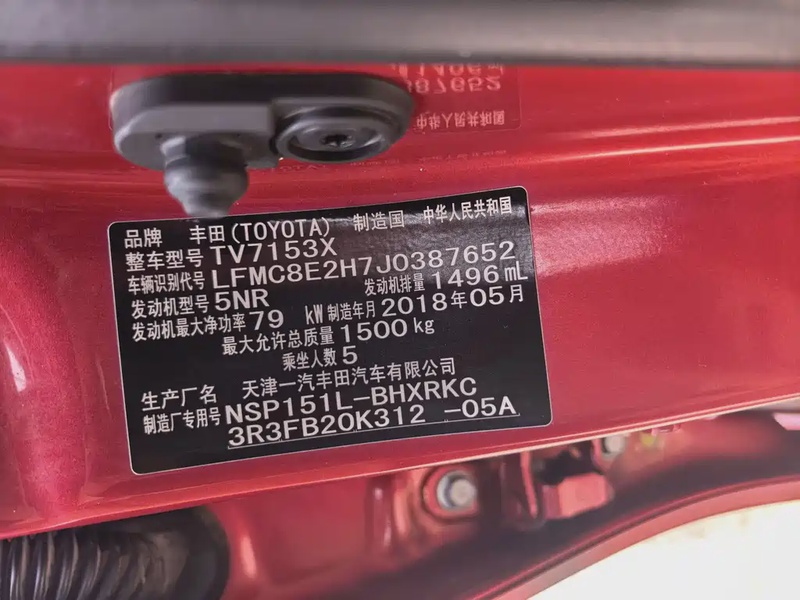 品牌 丰田(TOYOTA) 制造国 中华人民共和国
整车型号 TV7153X
车辆识别代号 LFMC8E2H7J0387652
发动机型号 5NR 发动机排量 1496 mL
发动机最大净功率 79 kW 制造年月 2018年05月
最大允许总质量 1500 kg
乘坐人数 5
生产厂名 天津一汽丰田汽车有限公司
制造厂专用号 NSP151L-BHXRKC
3R3FB20K312 -05A